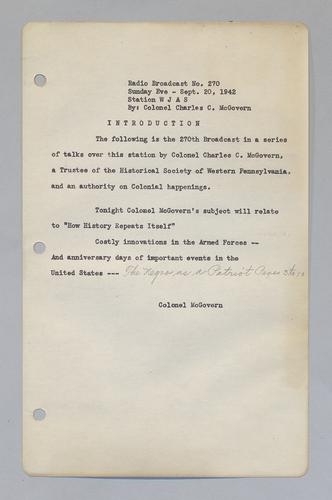 Radio Broadcast No. 270
Sunday Eve - Sept. 20, 1942
Station W J A S
By: Colonel Charles C. McGovern
I N T R O D U C T I O N
The following is the 270th Broadcast in a series
of talks over this station by Colonel Charles C. McGovern,
a Trustee of the Historical Society of Western Pennsylvania.
and an authority on Colonial happenings.
Tonight Colonel McGovern's subject will relate
to "How History Repeats Itself"
Costly innovations in the Armed Forces --
And anniversary days of important events in the
United States --- The Negro, as a Patriot
Colonel McGovern